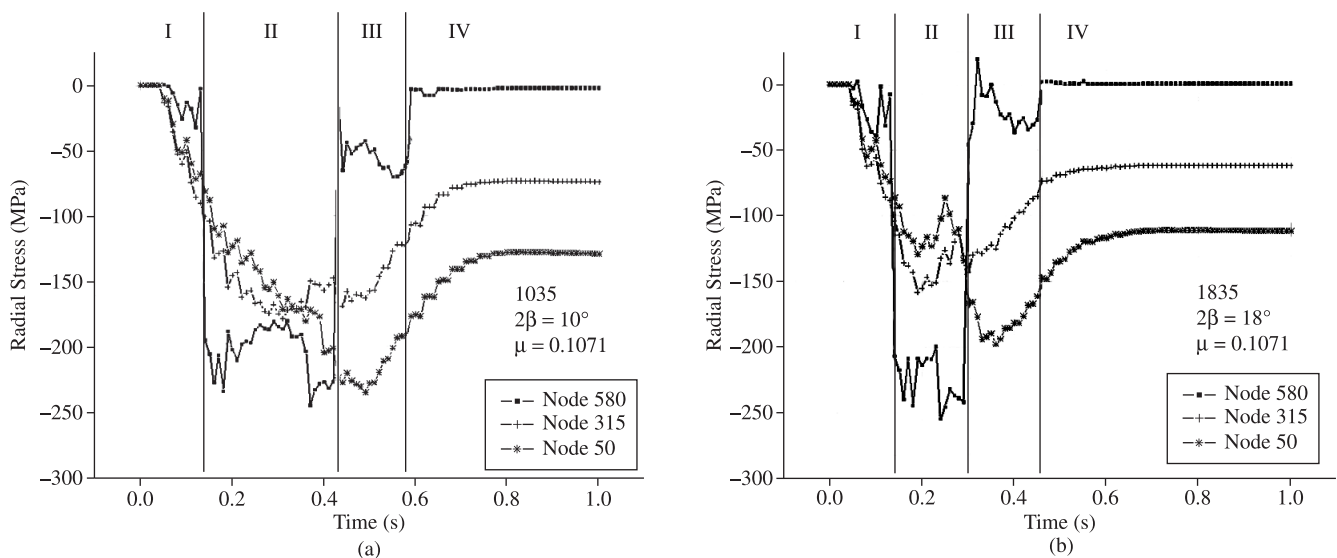 I II III IV
0
−50
−100
−150
−200
−250
−300
Radial Stress (MPa)
1035
2β = 10°
μ = 0.1071
Node 580
Node 315
Node 50
0.0 0.2 0.4 0.6 0.8 1.0
Time (s)
(a)
I II III IV
0
−50
−100
−150
−200
−250
−300
Radial Stress (MPa)
1835
2β = 18°
μ = 0.1071
Node 580
Node 315
Node 50
0.0 0.2 0.4 0.6 0.8 1.0
Time (s)
(b)